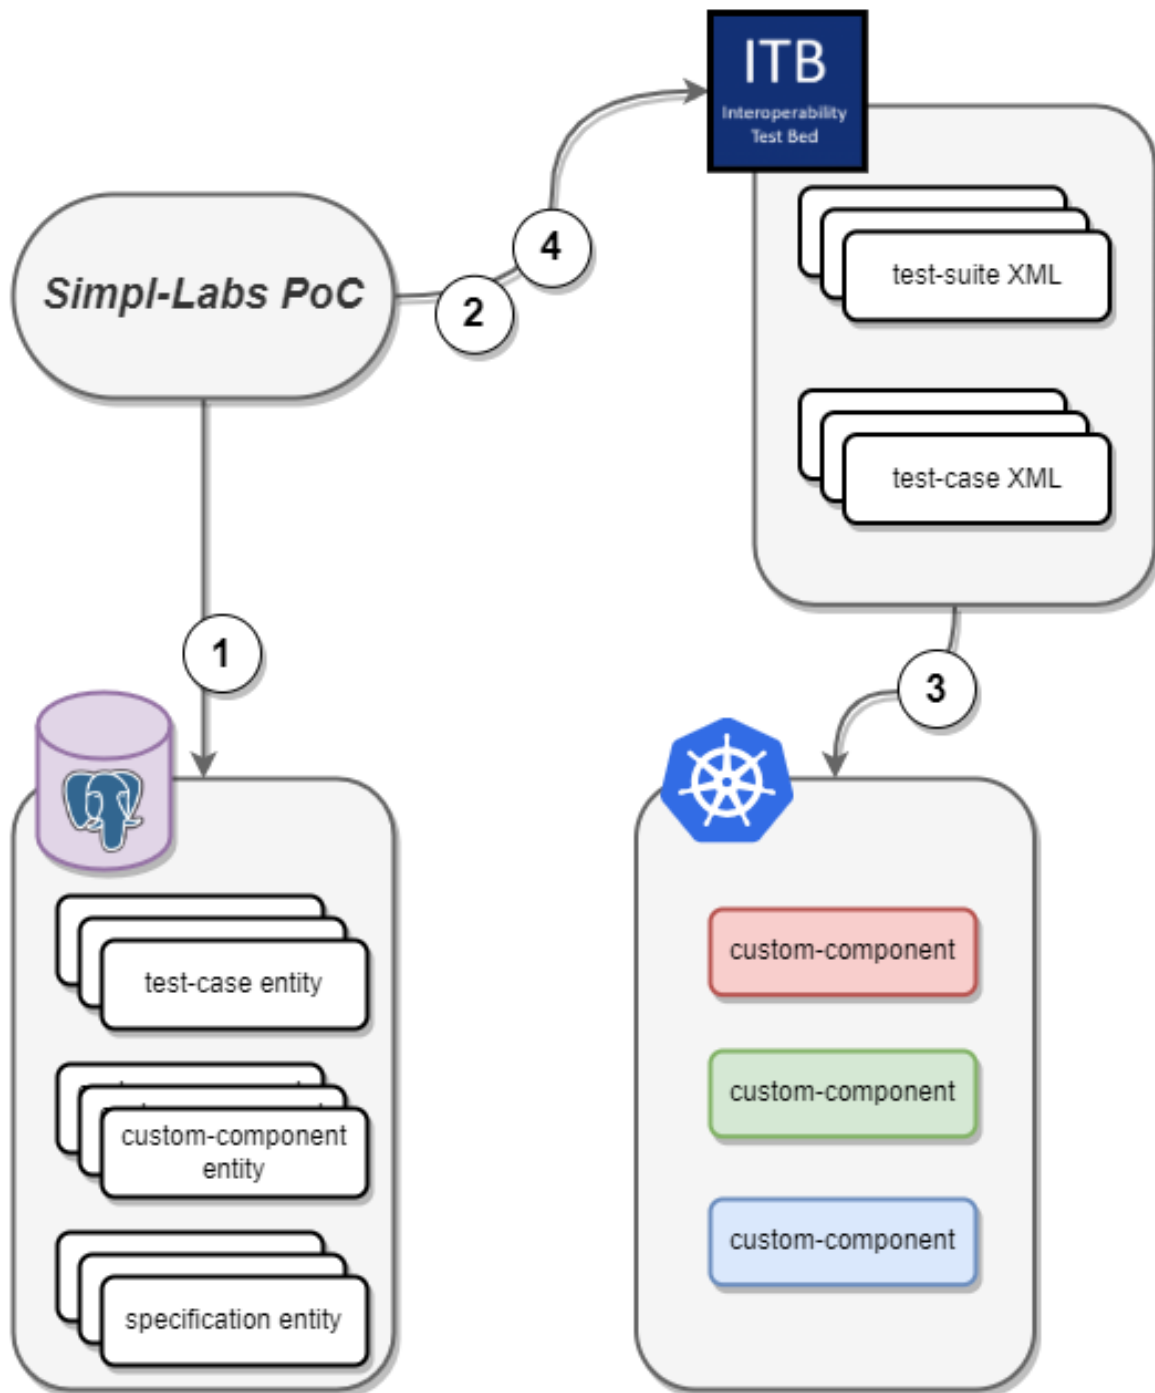 ITB
Interoperability
Test Bed
Simpl-Labs PoC
4
2
test-suite XML
test-case XML
1
3
test-case entity
custom-component
entity
specification entity
custom-component
custom-component
custom-component